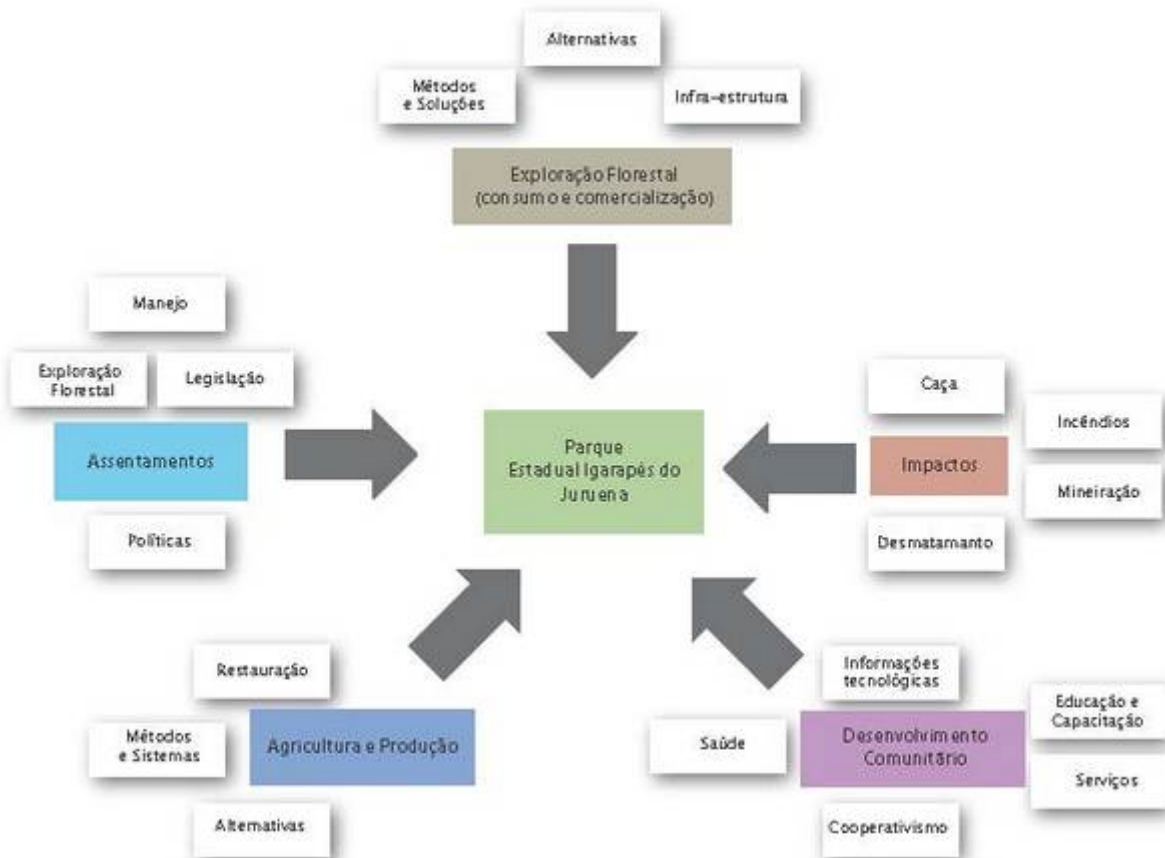 Alternativas
Métodos
e Soluções
Infra-estrutura
Exploração Florestal
(consumo e comercialização)
Manejo
Exploração
Florestal
Legislação
Assentamentos
Políticas
Parque
Estadual Igarapés do
Juruena
Caça
Incêndios
Impactos
Mineiração
Desmatamanto
Restauração
Métodos
e Sistemas
Agricultura e Produção
Alternativas
Informações
tecnológicas
Educação e
Capacitação
Saúde
Desenvolvimento
Comunitário
Serviços
Cooperativismo